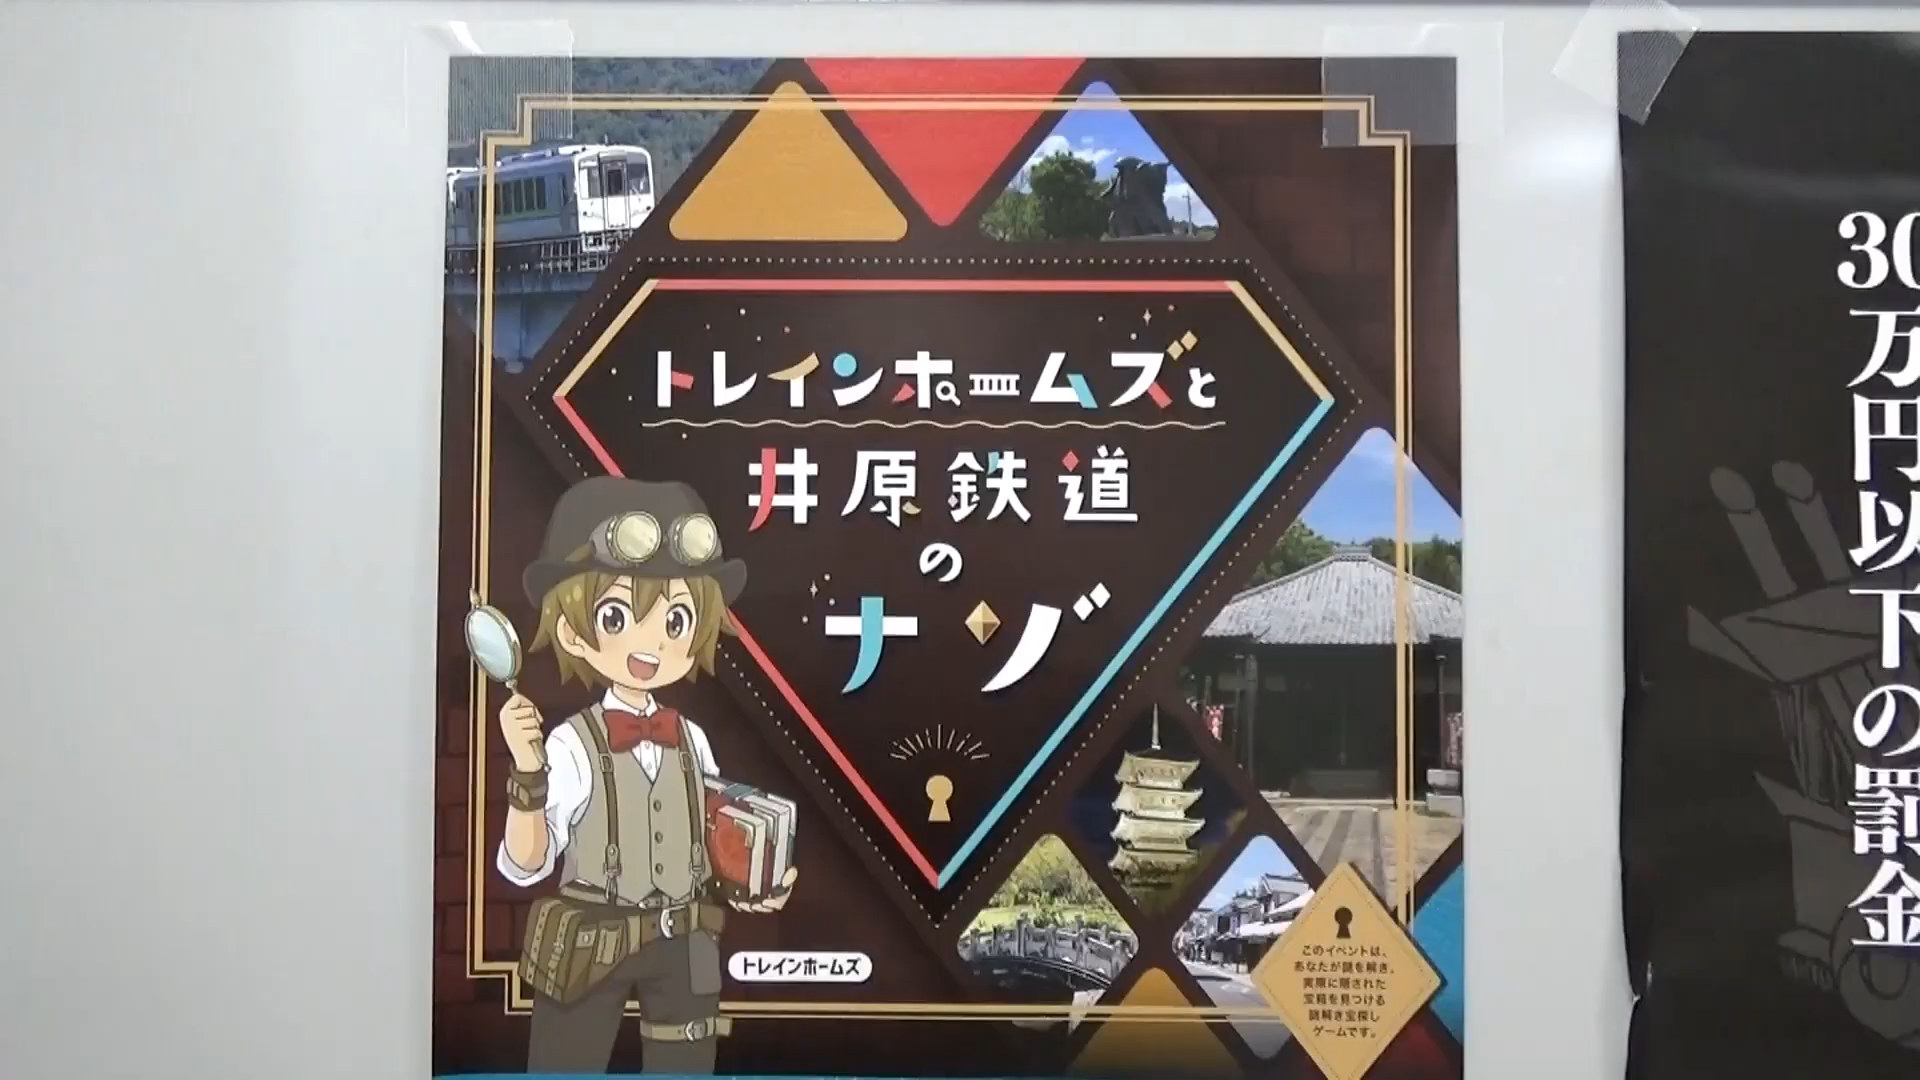 トレインホームズと
井原鉄道
の
ナゾ
トレインホームズ
このイベントは、
あなたが謎を解き、
実際に隠された
宝箱を見つける
謎解き宝探し
ゲームです。
30万円以下の罰金